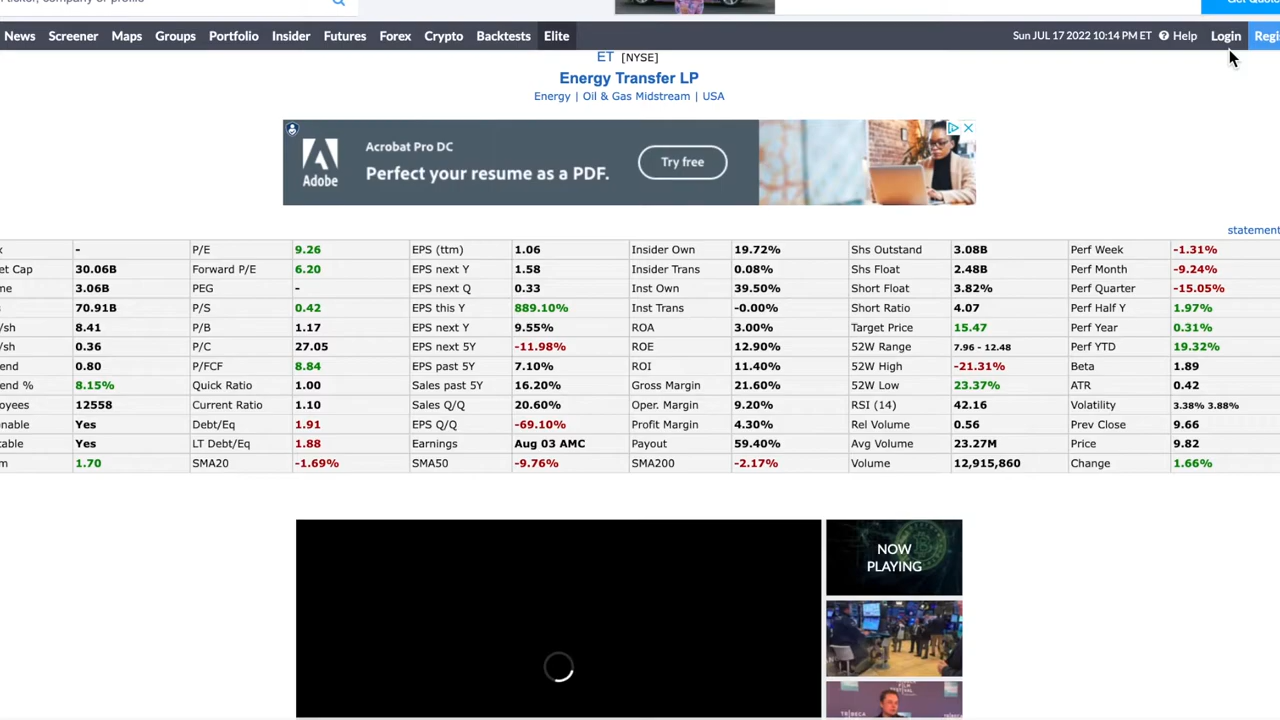 News Screener Maps Groups Portfolio Insider Futures Forex Crypto Backtests Elite Sun JUL 17 2022 10:14 PM ET Help Login
ET [NYSE]
Energy Transfer LP
Energy | Oil & Gas Midstream | USA
Adobe
Acrobat Pro DC
Perfect your resume as a PDF.
Try free
statement
- P/E 9.26 EPS (ttm) 1.06 Insider Own 19.72% Shs Outstand 3.08B Perf Week -1.31%
et Cap 30.06B Forward P/E 6.20 EPS next Y 1.58 Insider Trans 0.08% Shs Float 2.48B Perf Month -9.24%
me 3.06B PEG - EPS next Q 0.33 Inst Own 39.50% Short Float 3.82% Perf Quarter -15.05%
70.91B P/S 0.42 EPS this Y 889.10% Inst Trans -0.00% Short Ratio 4.07 Perf Half Y 1.97%
/sh 8.41 P/B 1.17 EPS next Y 9.55% ROA 3.00% Target Price 15.47 Perf Year 0.31%
/sh 0.36 P/C 27.05 EPS next 5Y -11.98% ROE 12.90% 52W Range 7.96 - 12.48 Perf YTD 19.32%
end 0.80 P/FCF 8.84 EPS past 5Y 7.10% ROI 11.40% 52W High -21.31% Beta 1.89
end % 8.15% Quick Ratio 1.00 Sales past 5Y 16.20% Gross Margin 21.60% 52W Low 23.37% ATR 0.42
oyees 12558 Current Ratio 1.10 Sales Q/Q 20.60% Oper. Margin 9.20% RSI (14) 42.16 Volatility 3.38% 3.88%
onable Yes Debt/Eq 1.91 EPS Q/Q -69.10% Profit Margin 4.30% Rel Volume 0.56 Prev Close 9.66
table Yes LT Debt/Eq 1.88 Earnings Aug 03 AMC Payout 59.40% Avg Volume 23.27M Price 9.82
m 1.70 SMA20 -1.69% SMA50 -9.76% SMA200 -2.17% Volume 12,915,860 Change 1.66%
NOW
PLAYING